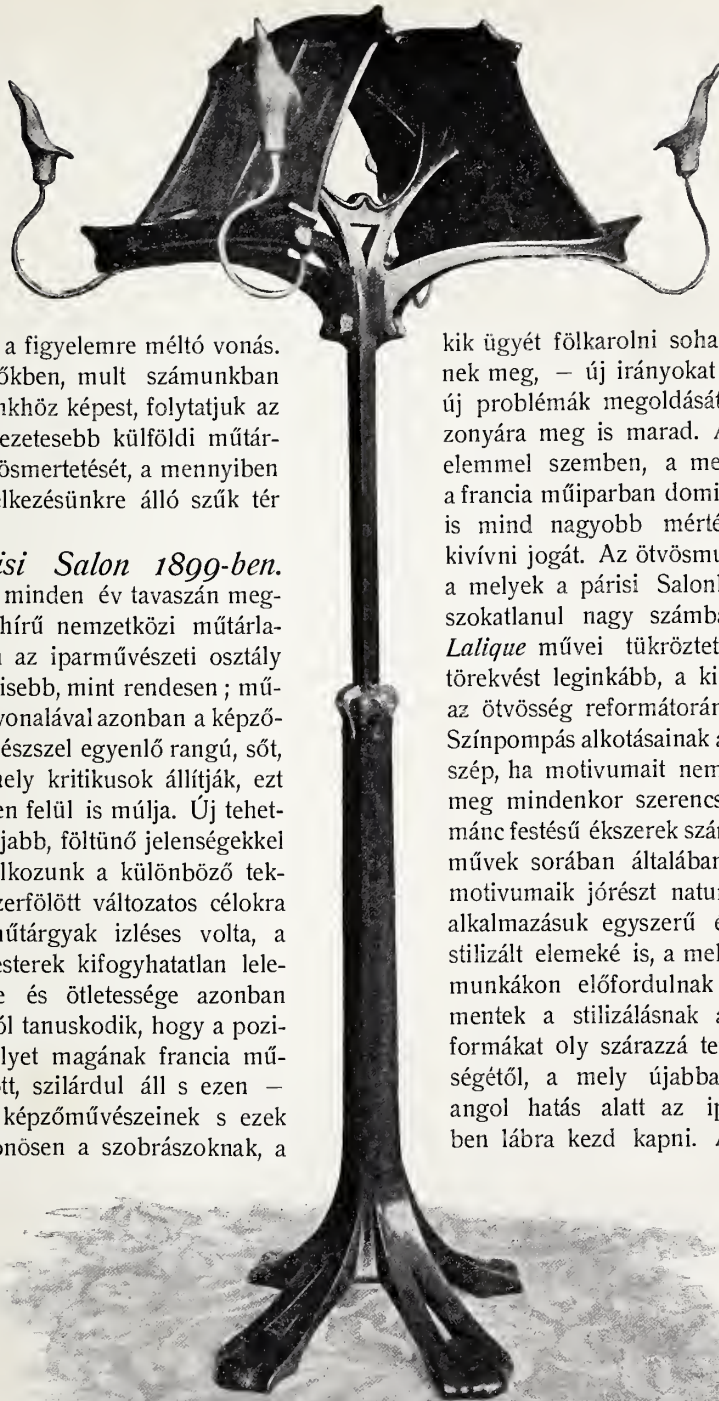 a figyelemre méltó vonás.
őkben, mult számunkban
nkhöz képest, folytatjuk az
ezetesebb külföldi műtár-
ösmertetését, a mennyiben
elkezésünkre álló szűk tér
isi Salon 1899-ben.
minden év tavaszán meg-
hírű nemzetközi műtárla-
az iparművészeti osztály
isebb, mint rendesen; mű-
vonalával azonban a képző-
észszel egyenlő rangú, sőt,
hely kritikusok állítják, ezt
en felül is múlja. Új tehet-
jabb, föltünő jelenségekkel
lkozunk a különböző tek-
zerfölött változatos célokra
műtárgyak izléses volta, a
esterek kifogyhatatlan lele-
e és ötletessége azonban
ól tanuskodik, hogy a pozi-
lyet magának francia mű-
ott, szilárdul áll s ezen —
képzőművészeinek s ezek
önösen a szobrászoknak, a
kik ügyét fölkarolni soha
nek meg, — új irányokat
új problémák megoldását
zonyára meg is marad. A
elemmel szemben, a me
a francia műiparban domi
is mind nagyobb mérté
kivívni jogát. Az ötvösmu
a melyek a párisi Salonl
szokatlanul nagy számba
Lalique művei tükröztet
törekvést leginkább, a ki
az ötvösség reformátorán
Színpompás alkotásainak a
szép, ha motivumait nem
meg mindenkor szerencs
mánc festésű ékszerek szár
művek sorában általában
motivumaik jórészt natur
alkalmazásuk egyszerű e
stilizált elemeké is, a mel
munkákon előfordulnak
mentek a stilizálásnak a
formákat oly szárazzá te
ségétől, a mely újabba
angol hatás alatt az ip
ben lábra kezd kapni. A